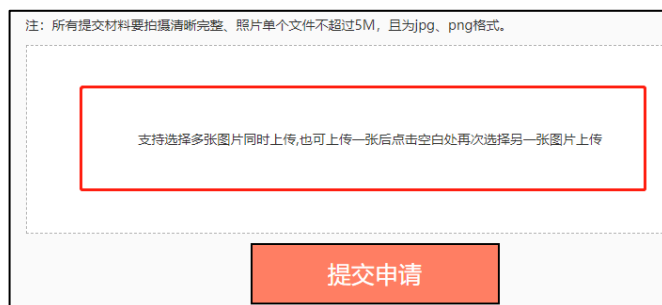 注：所有提交材料要拍摄清晰完整、照片单个文件不超过5M，且为jpg、png格式。
支持选择多张图片同时上传,也可上传一张后点击空白处再次选择另一张图片上传
提交申请